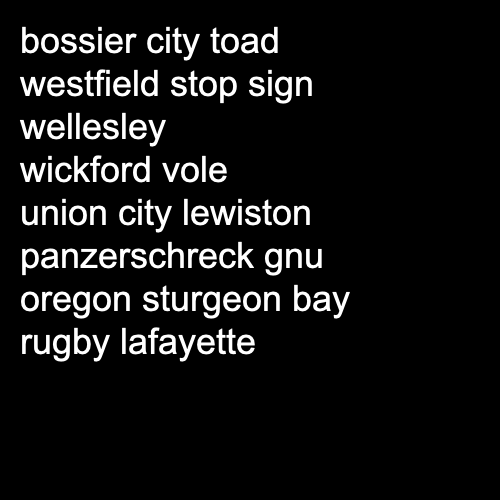 bossier city toad
westfield stop sign
wellesley
wickford vole
union city lewiston
panzerschreck gnu
oregon sturgeon bay
rugby lafayette